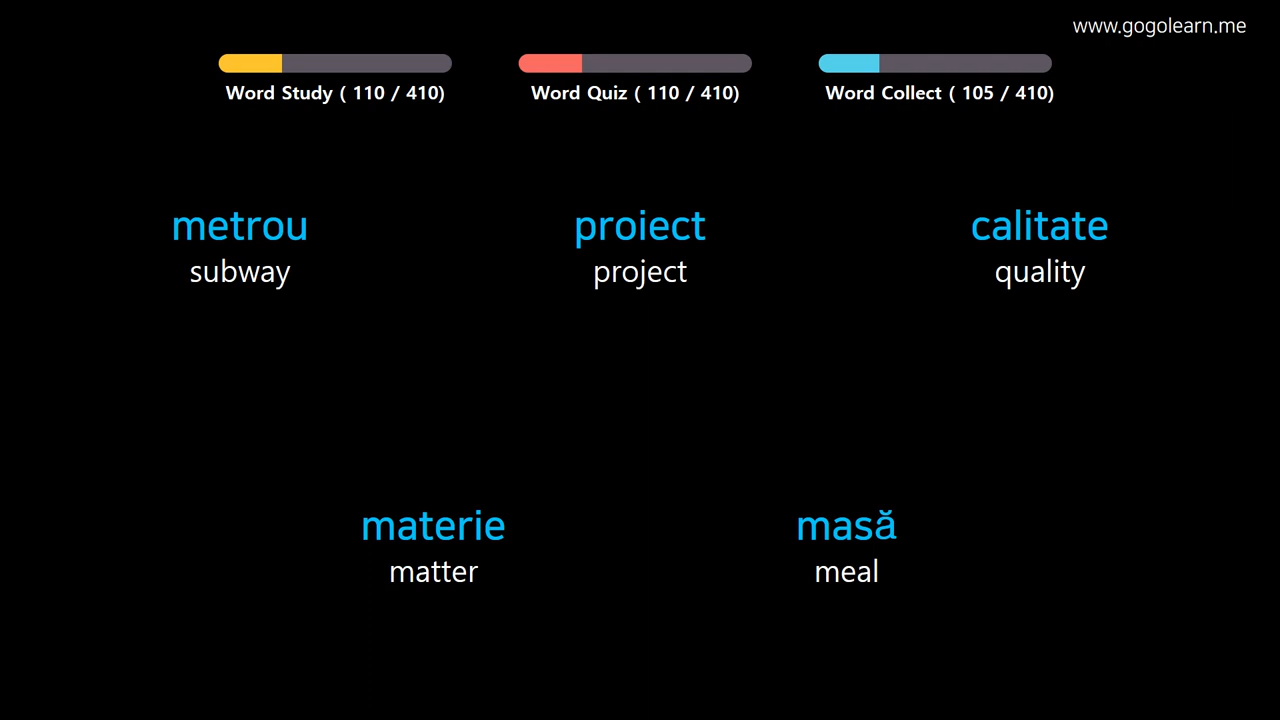 www.gogolearn.me
Word Study ( 110 / 410)
Word Quiz ( 110 / 410)
Word Collect ( 105 / 410)
metrou
subway
proiect
project
calitate
quality
materie
matter
masă
meal